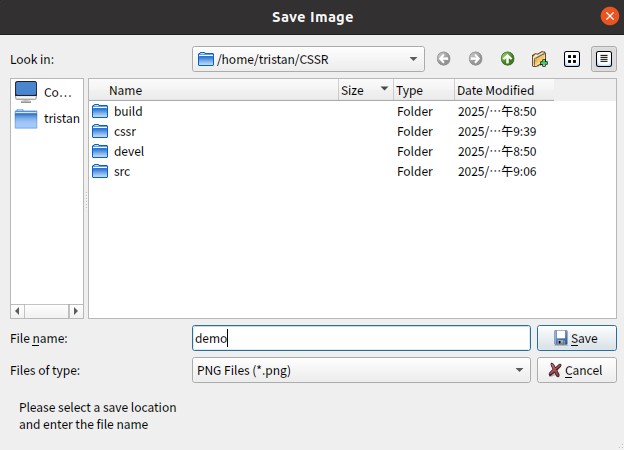 Save Image
Look in: /home/tristan/CSSR
Co…
tristan
Name Size Type Date Modified
build Folder 2025/…午8:50
cssr Folder 2025/…午9:39
devel Folder 2025/…午8:50
src Folder 2025/…午9:06
File name: demo Save
Files of type: PNG Files (*.png) Cancel
Please select a save location
and enter the file name